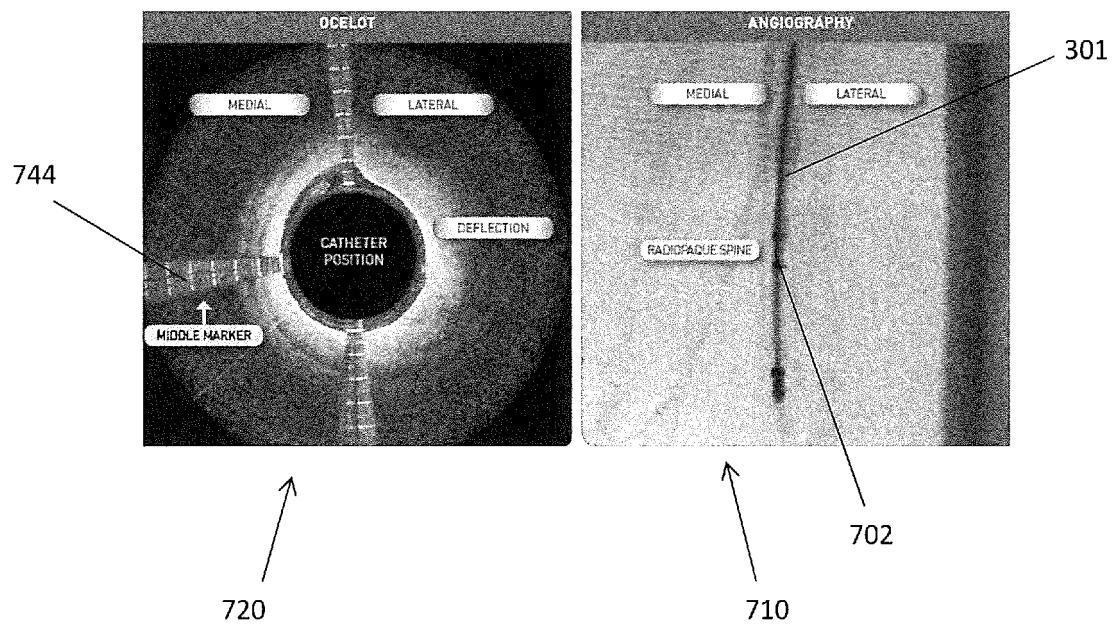 OCELOT
ANGIOGRAPHY
301
MEDIAL
LATERAL
MEDIAL
LATERAL
744
DEFLECTION
CATHETER
POSITION
RADIOPAQUE SPINE
MIDDLE MARKER
702
720
710